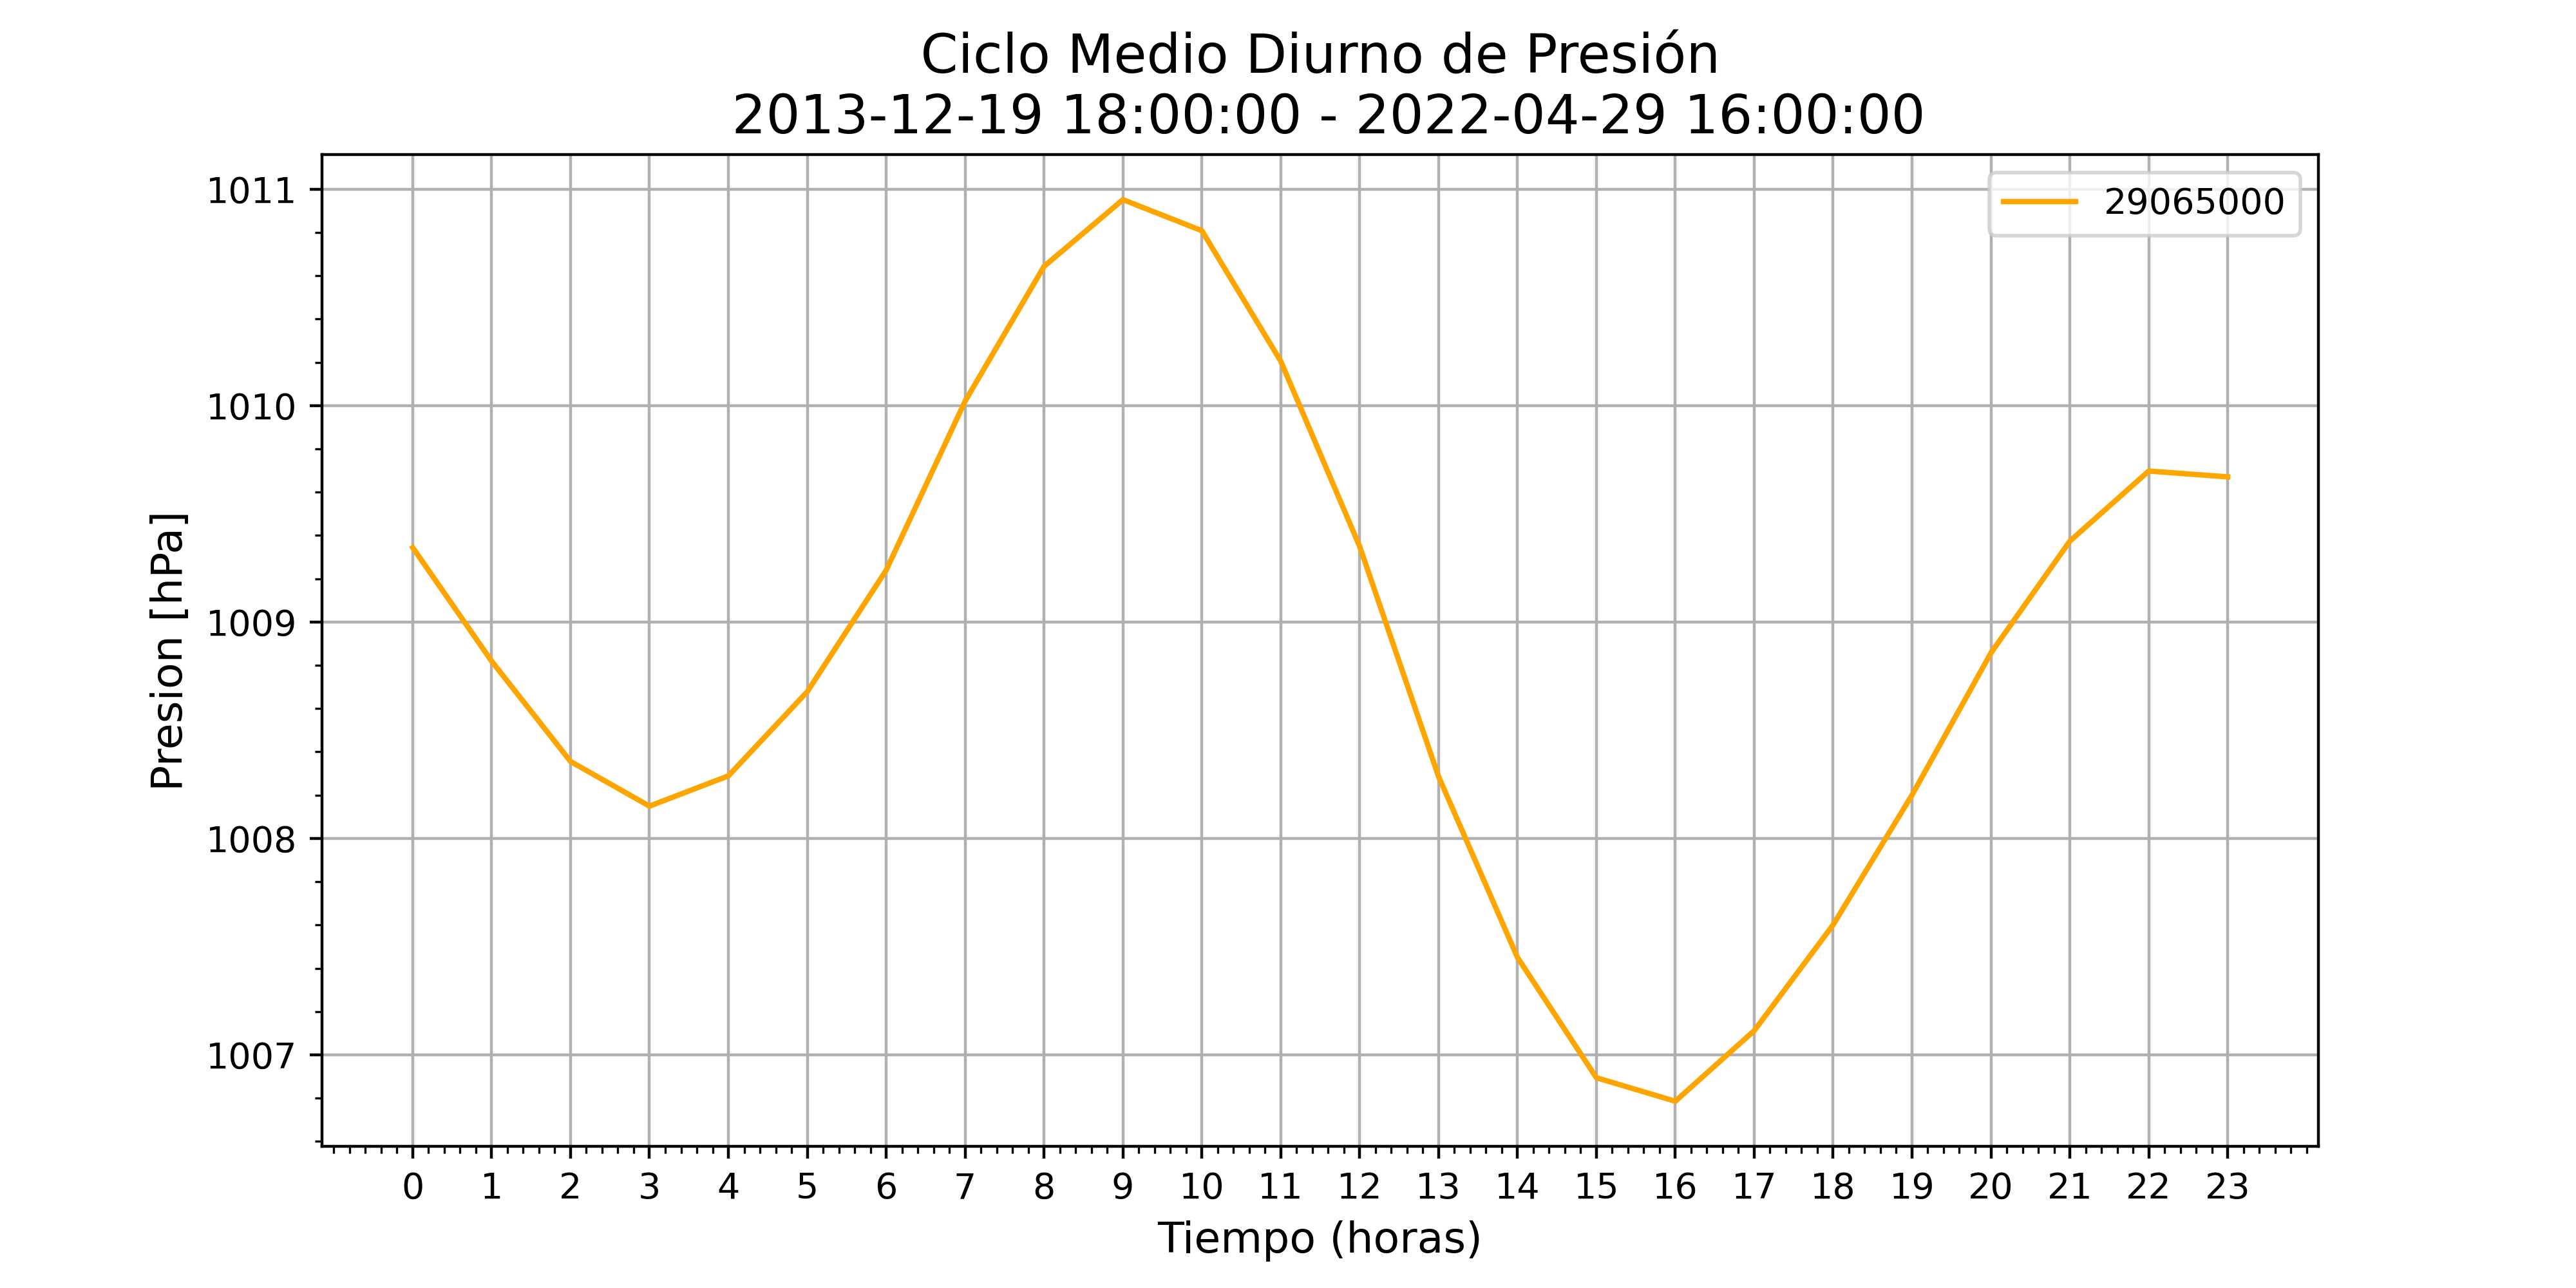 Ciclo Medio Diurno de Presión
2013-12-19 18:00:00 - 2022-04-29 16:00:00
29065000
Presion [hPa]
1011
1010
1009
1008
1007
0 1 2 3 4 5 6 7 8 9 10 11 12 13 14 15 16 17 18 19 20 21 22 23
Tiempo (horas)